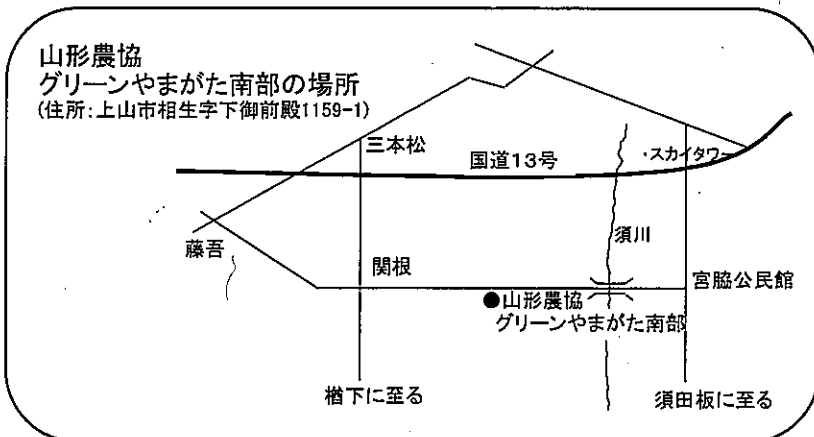 山形農協
グリーンやまがた南部の場所
(住所:上山市相生字下御前殿1159-1)
三本松
国道13号
・スカイタワー
藤吾
須川
関根
宮脇公民館
●山形農協
グリーンやまがた南部
楢下に至る
須田板に至る